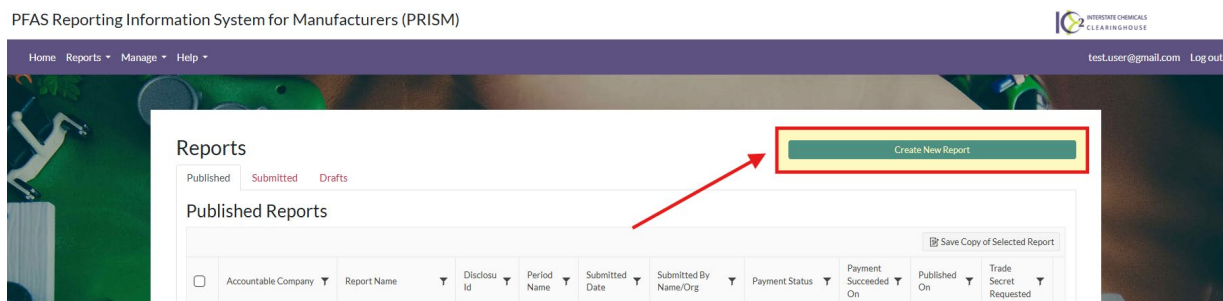 PFAS Reporting Information System for Manufacturers (PRISM)
INTERSTATE CHEMICALS
2 CLEARINGHOUSE
Home Reports Manage Help test.user@gmail.com Log out
Reports
Create New Report
Published Submitted Drafts
Published Reports
Save Copy of Selected Report
Accountable Company Report Name Disclosu Id Period Name Submitted Date Submitted By Name/Org Payment Status Payment Succeeded On Published On Trade Secret Requested